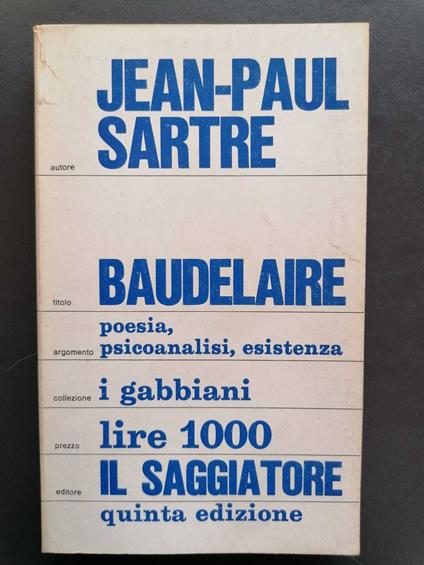 JEAN-PAUL
autore SARTRE
titolo BAUDELAIRE
poesia,
argomento psicoanalisi, esistenza
collezione i gabbiani
prezzo lire 1000
editore IL SAGGIATORE
quinta edizione